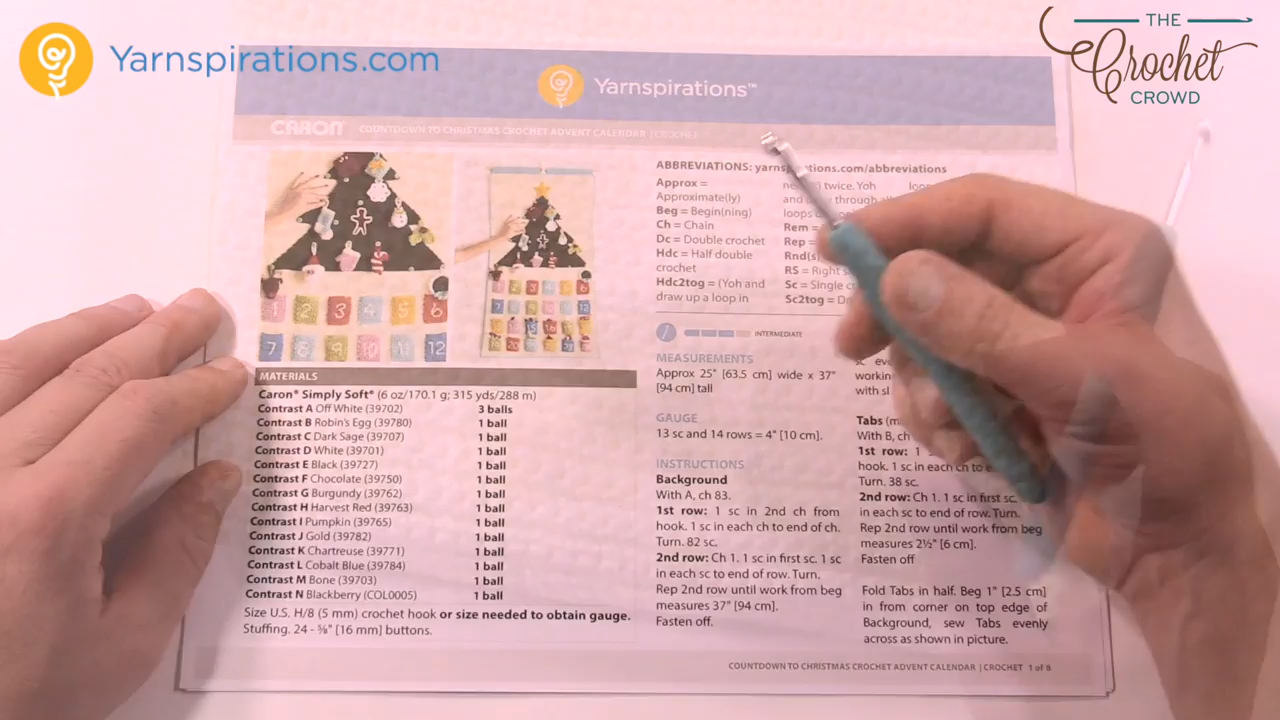 Yarnspirations.com
THE
Crochet
CROWD
Yarnspirations™
CARON COUNTDOWN TO CHRISTMAS CROCHET ADVENT CALENDAR | CROCHET
1 2 3 4 5 6
7 8 9 10 11 12
MATERIALS
Caron® Simply Soft® (6 oz/170.1 g; 315 yds/288 m)
Contrast A Off White (39702) 3 balls
Contrast B Robin's Egg (39780) 1 ball
Contrast C Dark Sage (39707) 1 ball
Contrast D White (39701) 1 ball
Contrast E Black (39727) 1 ball
Contrast F Chocolate (39750) 1 ball
Contrast G Burgundy (39762) 1 ball
Contrast H Harvest Red (39763) 1 ball
Contrast I Pumpkin (39765) 1 ball
Contrast J Gold (39782) 1 ball
Contrast K Chartreuse (39771) 1 ball
Contrast L Cobalt Blue (39784) 1 ball
Contrast M Bone (39703) 1 ball
Contrast N Blackberry (COL0005) 1 ball
Size U.S. H/8 (5 mm) crochet hook or size needed to obtain gauge.
Stuffing. 24 - ⅝" [16 mm] buttons.
ABBREVIATIONS: yarnspirations.com/abbreviations
Approx =
Approximate(ly)
Beg = Begin(ning)
Ch = Chain
Dc = Double crochet
Hdc = Half double
crochet
Hdc2tog = (Yoh and
draw up a loop in
twice. Yoh
and through
loops
Rem =
Rep =
Rnd(s)
RS = Right
Sc = Single
Sc2tog =
INTERMEDIATE
MEASUREMENTS
Approx 25" [63.5 cm] wide x 37"
[94 cm] tall
GAUGE
13 sc and 14 rows = 4" [10 cm].
INSTRUCTIONS
Background
With A, ch 83.
1st row: 1 sc in 2nd ch from
hook. 1 sc in each ch to end of ch.
Turn. 82 sc.
2nd row: Ch 1. 1 sc in first sc. 1 sc
in each sc to end of row. Turn.
Rep 2nd row until work from beg
measures 37" [94 cm].
Fasten off.
sc
with sl
Tabs
With B, ch
1st row: 1
hook. 1 sc in each ch to
Turn. 38 sc.
2nd row: Ch 1. 1 sc in first sc.
in each sc to end of row. Turn.
Rep 2nd row until work from beg
measures 2½" [6 cm].
Fasten off
Fold Tabs in half. Beg 1" [2.5 cm]
in from corner on top edge of
Background, sew Tabs evenly
across as shown in picture.
COUNTDOWN TO CHRISTMAS CROCHET ADVENT CALENDAR | CROCHET 1 of 8